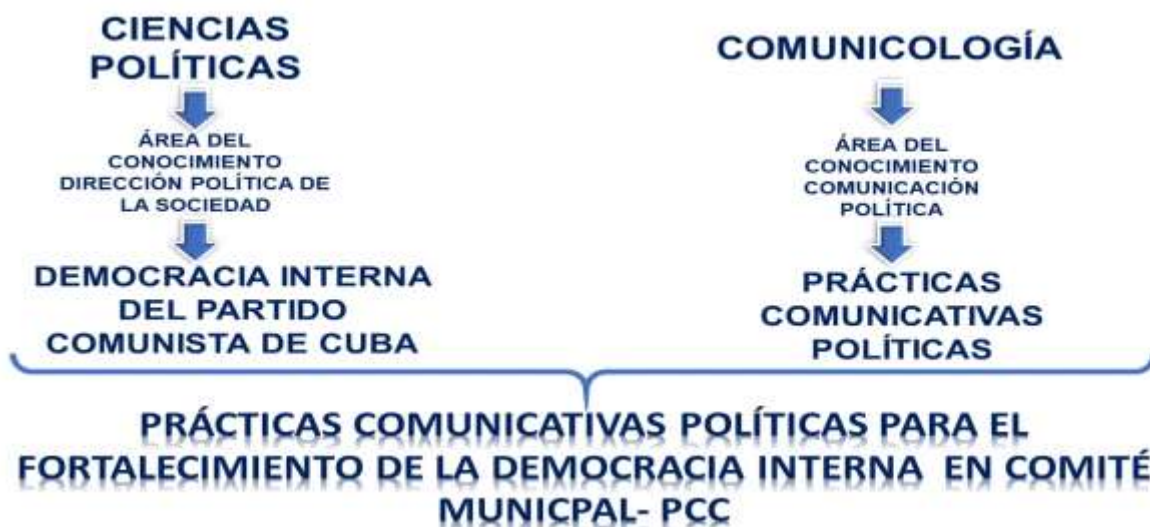 CIENCIAS
POLÍTICAS
ÁREA DEL
CONOCIMIENTO
DIRECCIÓN POLÍTICA DE
LA SOCIEDAD
DEMOCRACIA INTERNA
DEL PARTIDO
COMUNISTA DE CUBA
COMUNICOLOGÍA
ÁREA DEL
CONOCIMIENTO
COMUNICACIÓN
POLÍTICA
PRÁCTICAS
COMUNICATIVAS
POLÍTICAS
PRÁCTICAS COMUNICATIVAS POLÍTICAS PARA EL
FORTALECIMIENTO DE LA DEMOCRACIA INTERNA EN COMITÉ
MUNICPAL- PCC